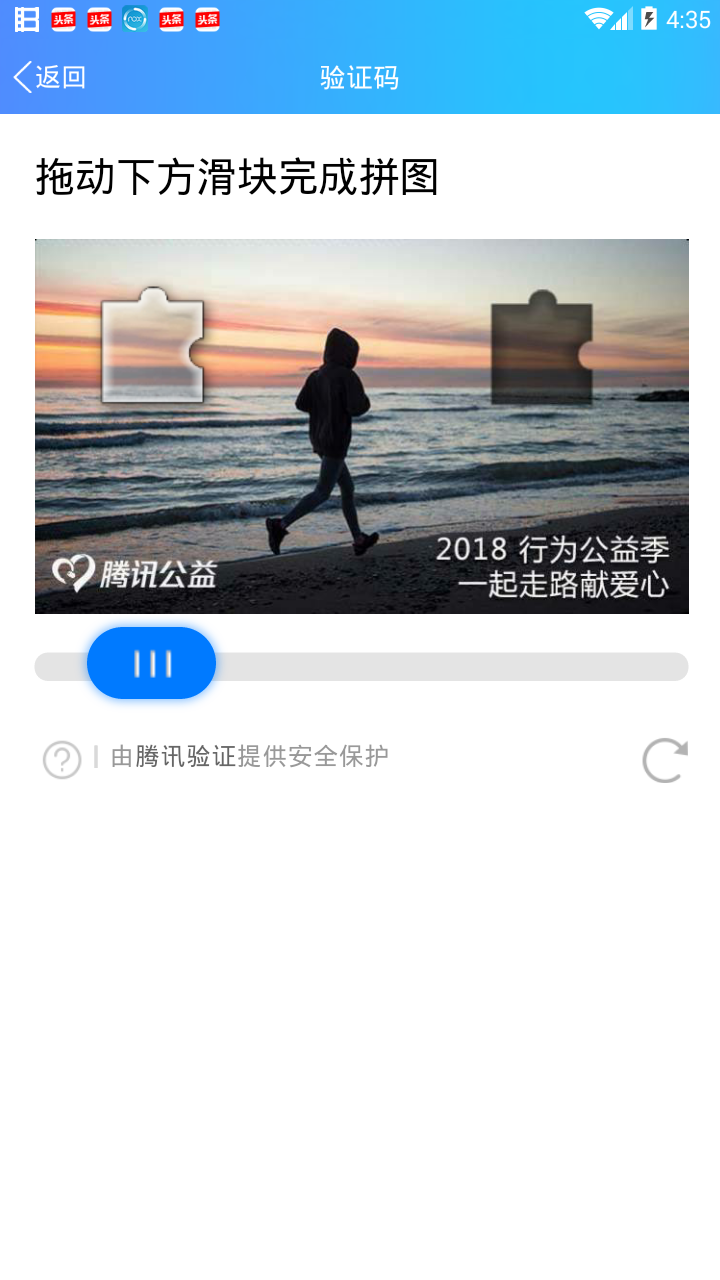 头条 头条 nox 头条 头条 4:35
返回 验证码
拖动下方滑块完成拼图
腾讯公益
2018 行为公益季
一起走路献爱心
由腾讯验证提供安全保护